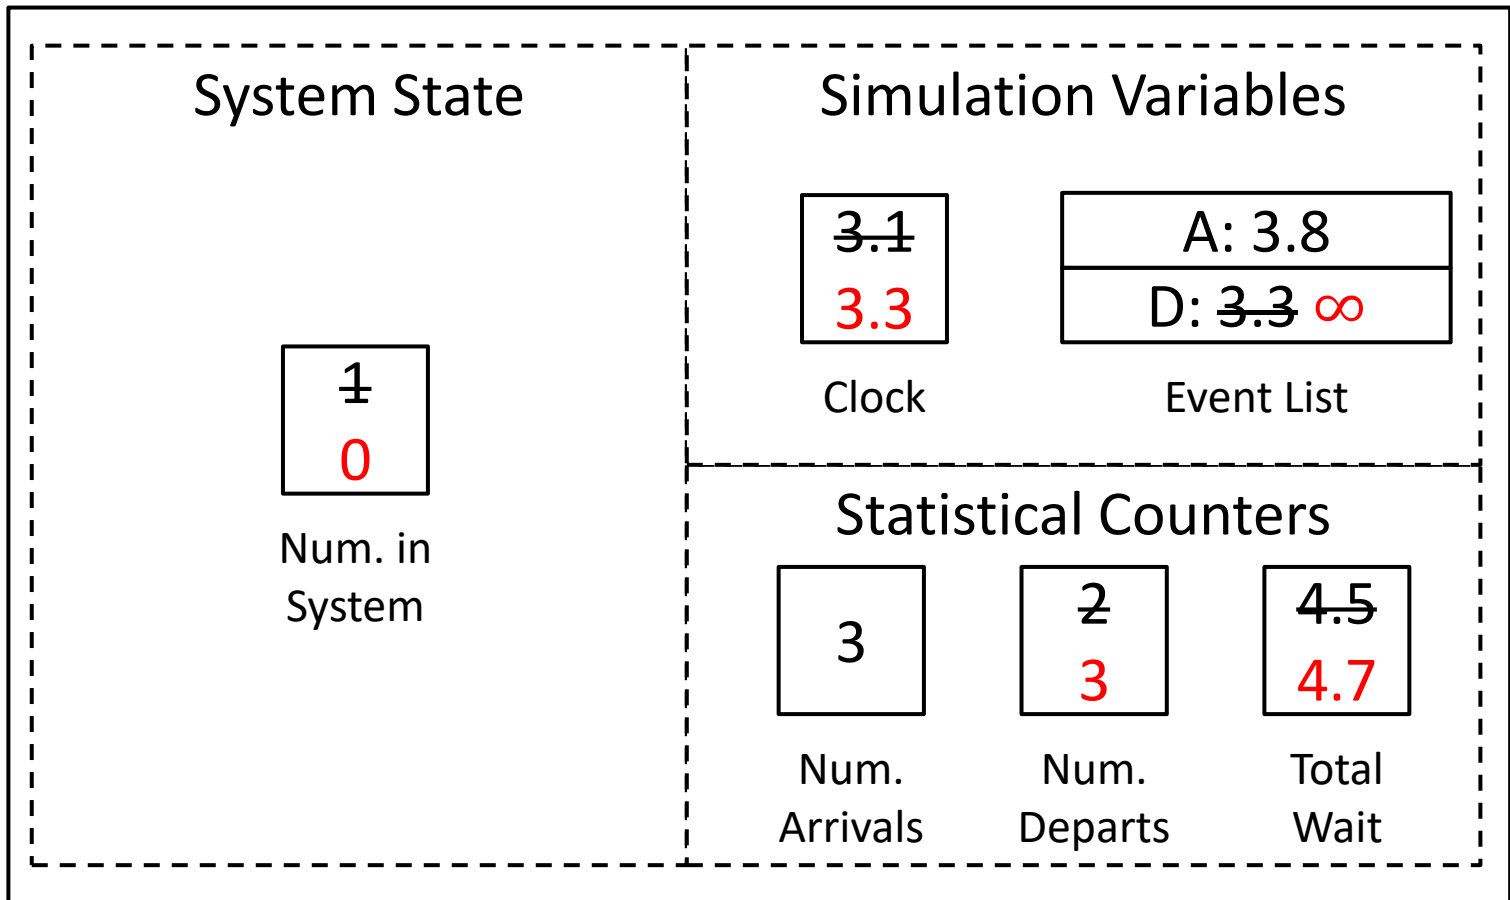 System State
1
0
Num. in
System
Simulation Variables
3.1
3.3
Clock
A: 3.8
D: 3.3 ∞
Event List
Statistical Counters
3
Num.
Arrivals
2
3
Num.
Departs
4.5
4.7
Total
Wait